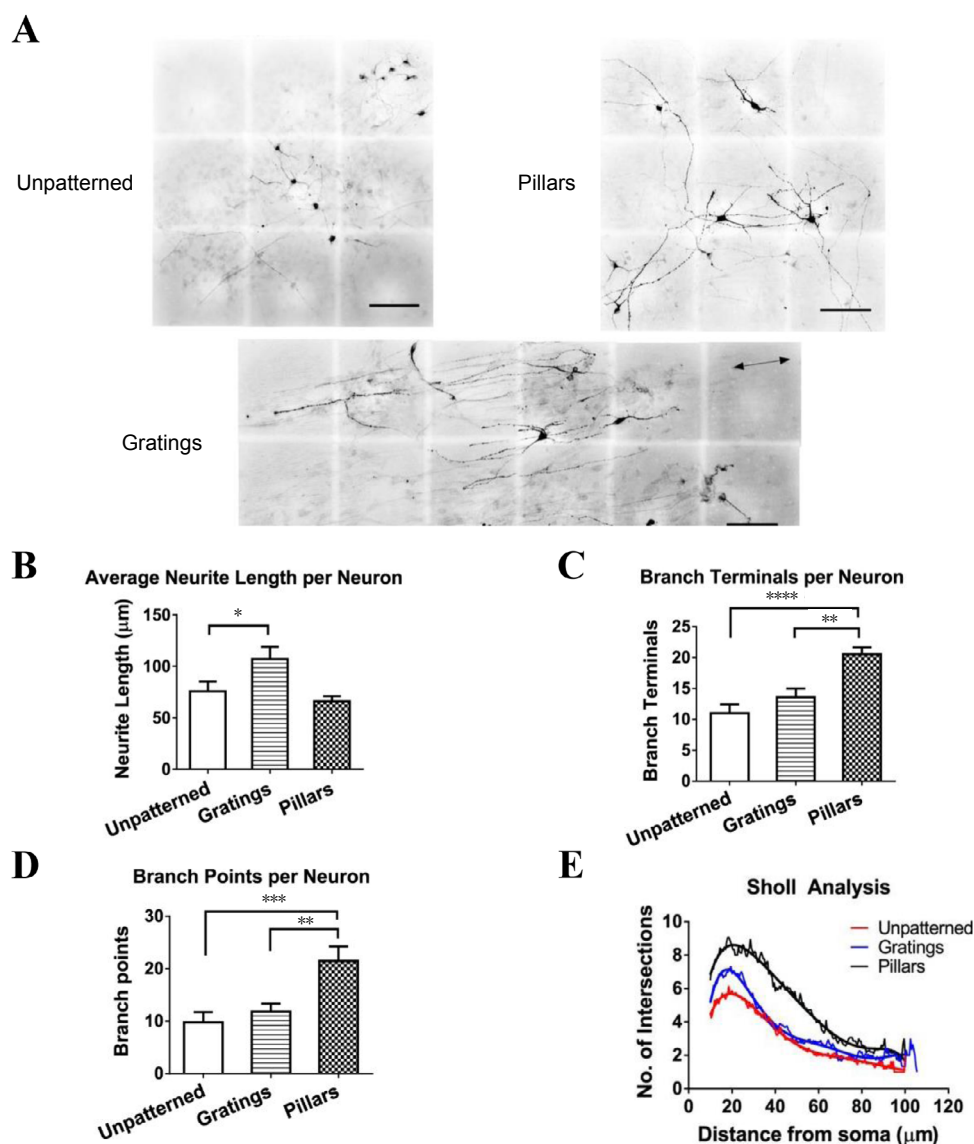 A
Unpatterned
Pillars
Gratings
B
Average Neurite Length per Neuron
Neurite Length (μm)
150
100
50
0
*
Unpatterned
Gratings
Pillars
C
Branch Terminals per Neuron
Branch Terminals
25
20
15
10
5
0
****
**
Unpatterned
Gratings
Pillars
D
Branch Points per Neuron
Branch points
30
20
10
0
***
**
Unpatterned
Gratings
Pillars
E
Sholl Analysis
No. of Intersections
10
8
6
4
2
0
Unpatterned
Gratings
Pillars
0 20 40 60 80 100 120
Distance from soma (μm)